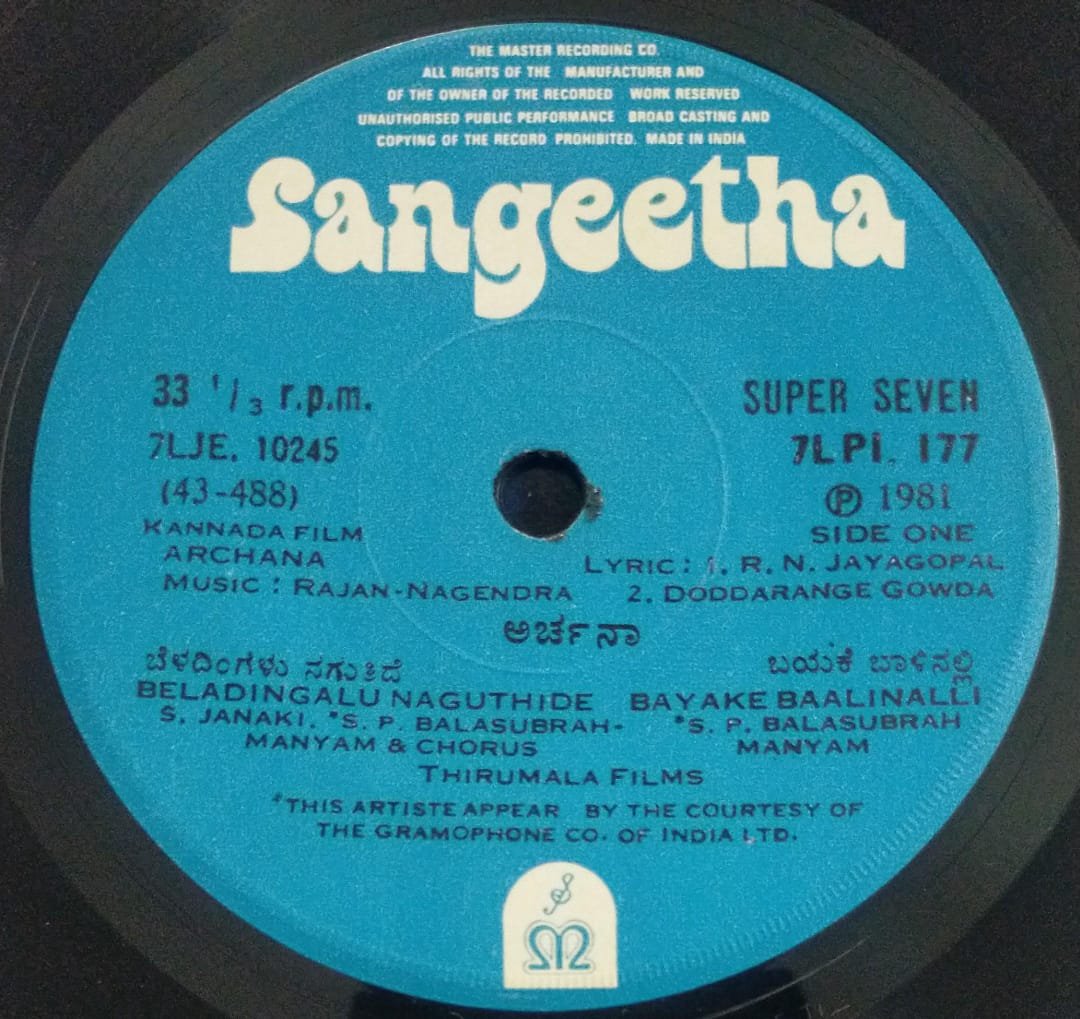 THE MASTER RECORDING CO.
ALL RIGHTS OF THE MANUFACTURER AND
OF THE OWNER OF THE RECORDED WORK RESERVED
UNAUTHORISED PUBLIC PERFORMANCE BROAD CASTING AND
COPYING OF THE RECORD PROHIBITED. MADE IN INDIA
Sangeetha
33 1/3 r.p.m.
7LJE. 10245
(43-488)
KANNADA FILM
ARCHANA
MUSIC : RAJAN-NAGENDRA
SUPER SEVEN
7LPI. 177
Ⓟ 1981
SIDE ONE
LYRIC : 1. R. N. JAYAGOPAL
2. DODDARANGE GOWDA
ಅರ್ಚನಾ
ಬೆಳದಿಂಗಳು ನಗುತಿದೆ
BELADINGALU NAGUTHIDE
S. JANAKI. *S. P. BALASUBRAH-
MANYAM & CHORUS
ಬಯಕೆ ಬಾಳಿನಲ್ಲಿ
BAYAKE BAALINALLI
*S. P. BALASUBRAH
MANYAM
THIRUMALA FILMS
*THIS ARTISTE APPEAR BY THE COURTESY OF
THE GRAMOPHONE CO. OF INDIA LTD.